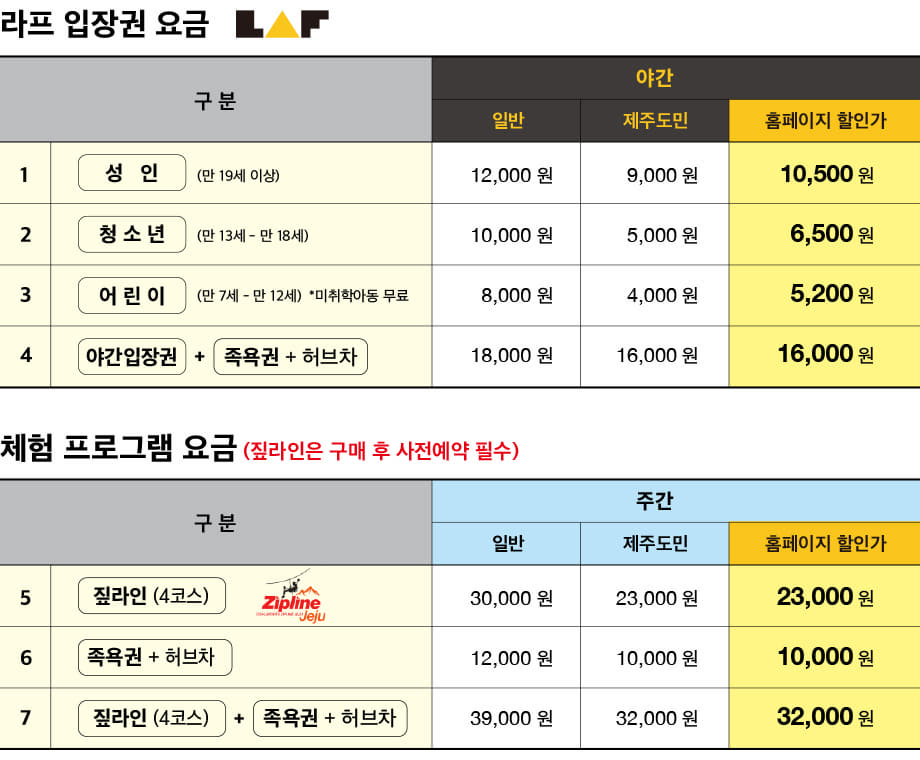 라프 입장권 요금 LAF
구 분
야간
일반 제주도민 홈페이지 할인가
1 성 인 (만 19세 이상) 12,000 원 9,000 원 10,500 원
2 청 소 년 (만 13세 - 만 18세) 10,000 원 5,000 원 6,500 원
3 어 린 이 (만 7세 - 만 12세) *미취학아동 무료 8,000 원 4,000 원 5,200 원
4 야간입장권 + 족욕권 + 허브차 18,000 원 16,000 원 16,000 원
체험 프로그램 요금 (짚라인은 구매 후 사전예약 필수)
구 분
주간
일반 제주도민 홈페이지 할인가
5 짚라인 (4코스) Zipline Jeju 30,000 원 23,000 원 23,000 원
6 족욕권 + 허브차 12,000 원 10,000 원 10,000 원
7 짚라인 (4코스) + 족욕권 + 허브차 39,000 원 32,000 원 32,000 원